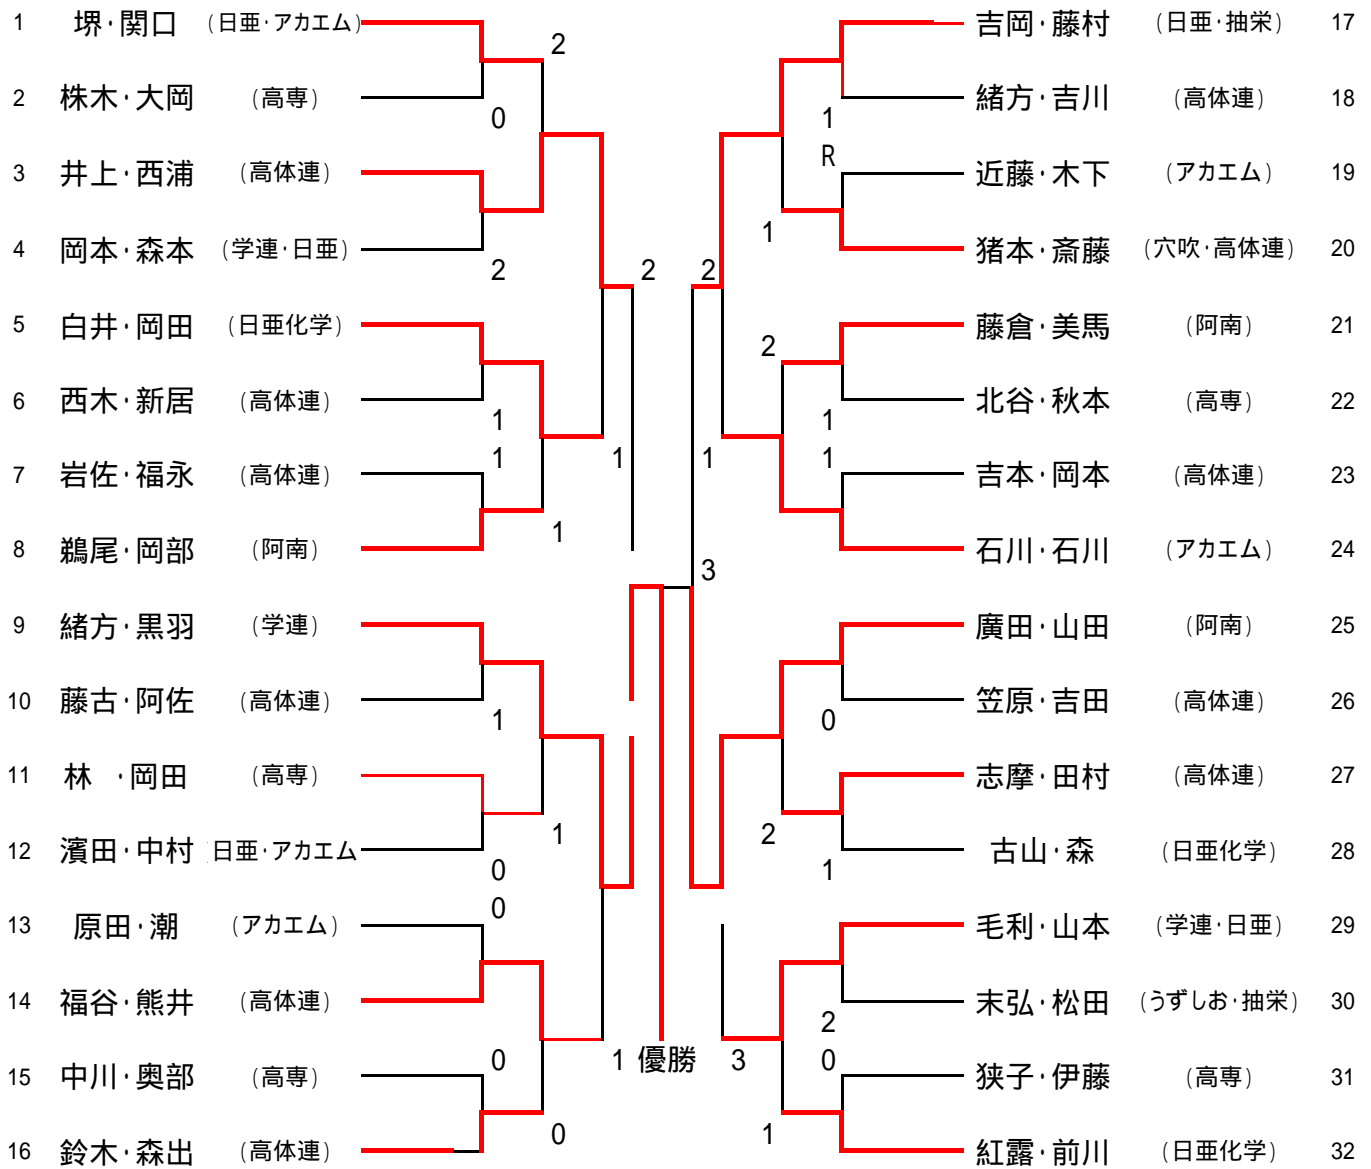 1 堺・関口 (日亜・アカエム)
2
2 株木・大岡 (高専)
0
3 井上・西浦 (高体連)
4 岡本・森本 (学連・日亜)
2
2
5 白井・岡田 (日亜化学)
6 西木・新居 (高体連)
1
1
7 岩佐・福永 (高体連)
1
8 鵜尾・岡部 (阿南)
1
9 緒方・黒羽 (学連)
10 藤古・阿佐 (高体連)
1
11 林 ・岡田 (高専)
1
12 濱田・中村 日亜・アカエム
0
0
13 原田・潮 (アカエム)
14 福谷・熊井 (高体連)
0
1
優勝
15 中川・奥部 (高専)
0
16 鈴木・森出 (高体連)
吉岡・藤村 (日亜・抽栄) 17
緒方・吉川 (高体連) 18
1
R
近藤・木下 (アカエム) 19
1
猪本・斎藤 (穴吹・高体連) 20
2
藤倉・美馬 (阿南) 21
2
北谷・秋本 (高専) 22
1
1
1
吉本・岡本 (高体連) 23
石川・石川 (アカエム) 24
3
廣田・山田 (阿南) 25
笠原・吉田 (高体連) 26
0
志摩・田村 (高体連) 27
2
古山・森 (日亜化学) 28
1
毛利・山本 (学連・日亜) 29
末弘・松田 (うずしお・抽栄) 30
2
0
3
狭子・伊藤 (高専) 31
1
紅露・前川 (日亜化学) 32